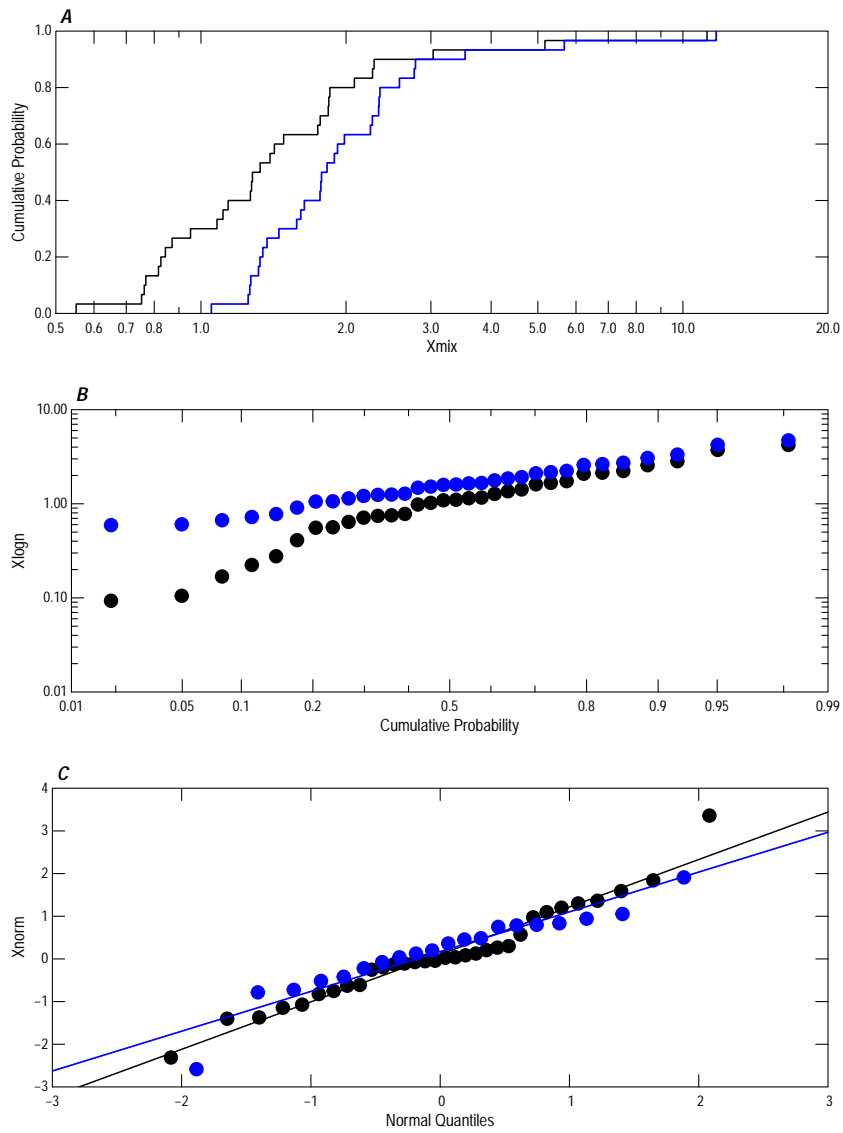 A
1.0
0.8
0.6
0.4
0.2
0.0
Cumulative Probability
0.5 0.6 0.7 0.8 1.0 2.0 3.0 4.0 5.0 6.0 7.0 8.0 10.0 20.0
Xmix
B
10.00
1.00
0.10
0.01
Xlogn
0.01 0.05 0.1 0.2 0.5 0.8 0.9 0.95 0.99
Cumulative Probability
C
4
3
2
1
0
−1
−2
−3
Xnorm
−3 −2 −1 0 1 2 3
Normal Quantiles